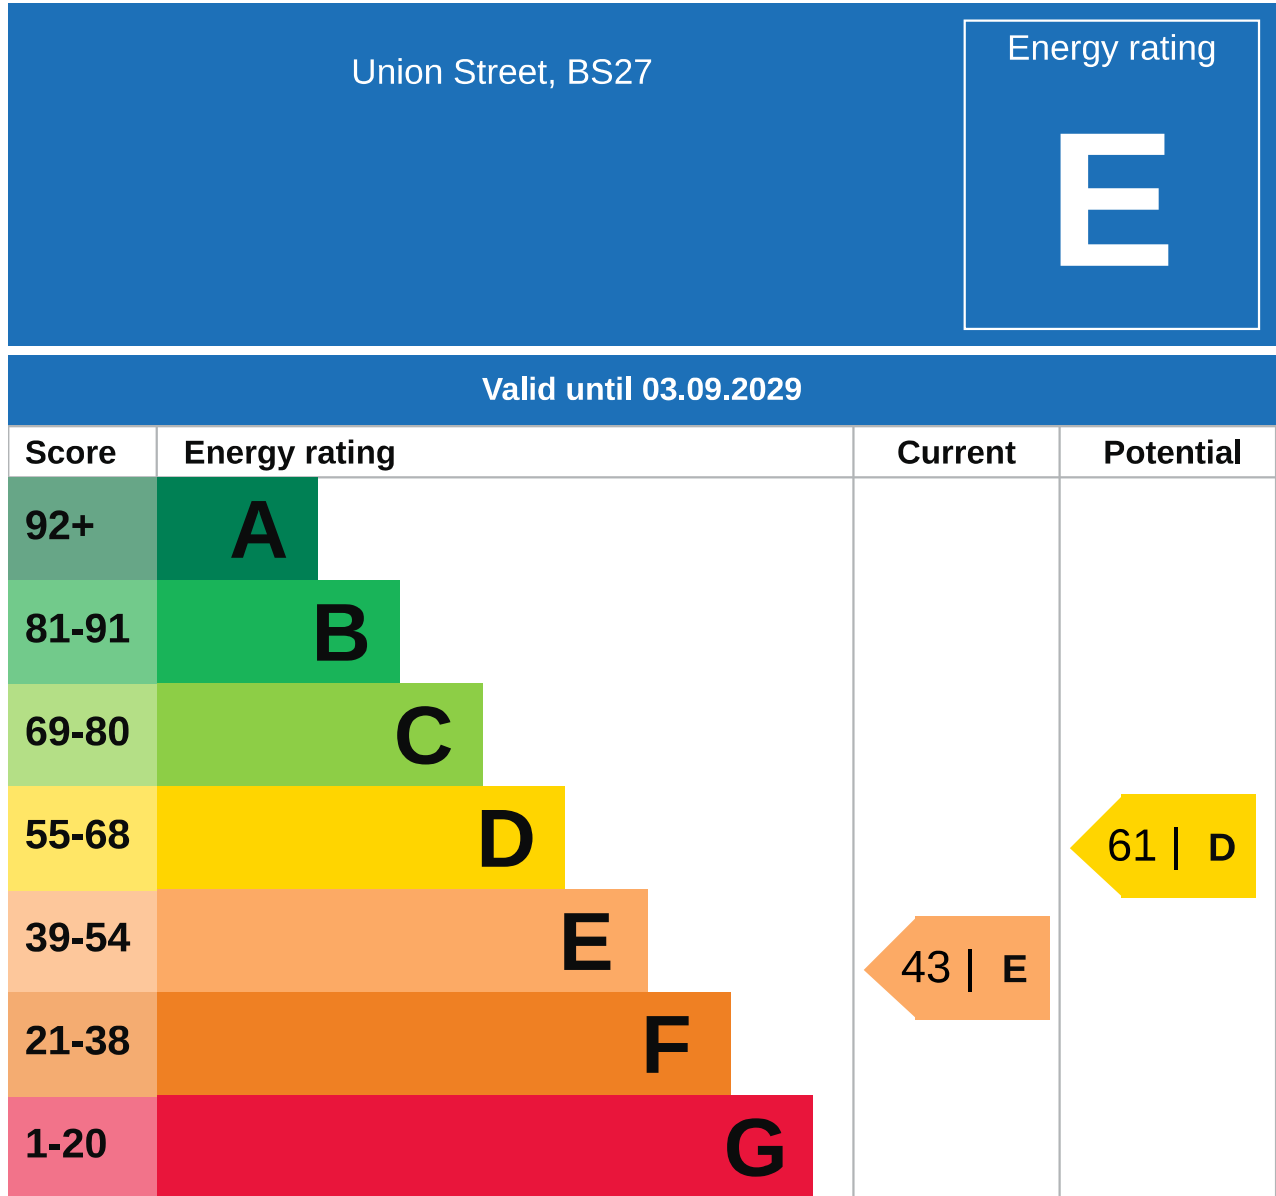 Union Street, BS27
Energy rating
E
Valid until 03.09.2029
Score Energy rating Current Potential
92+ A
81-91 B
69-80 C
55-68 D
61 | D
39-54 E
43 | E
21-38 F
1-20 G